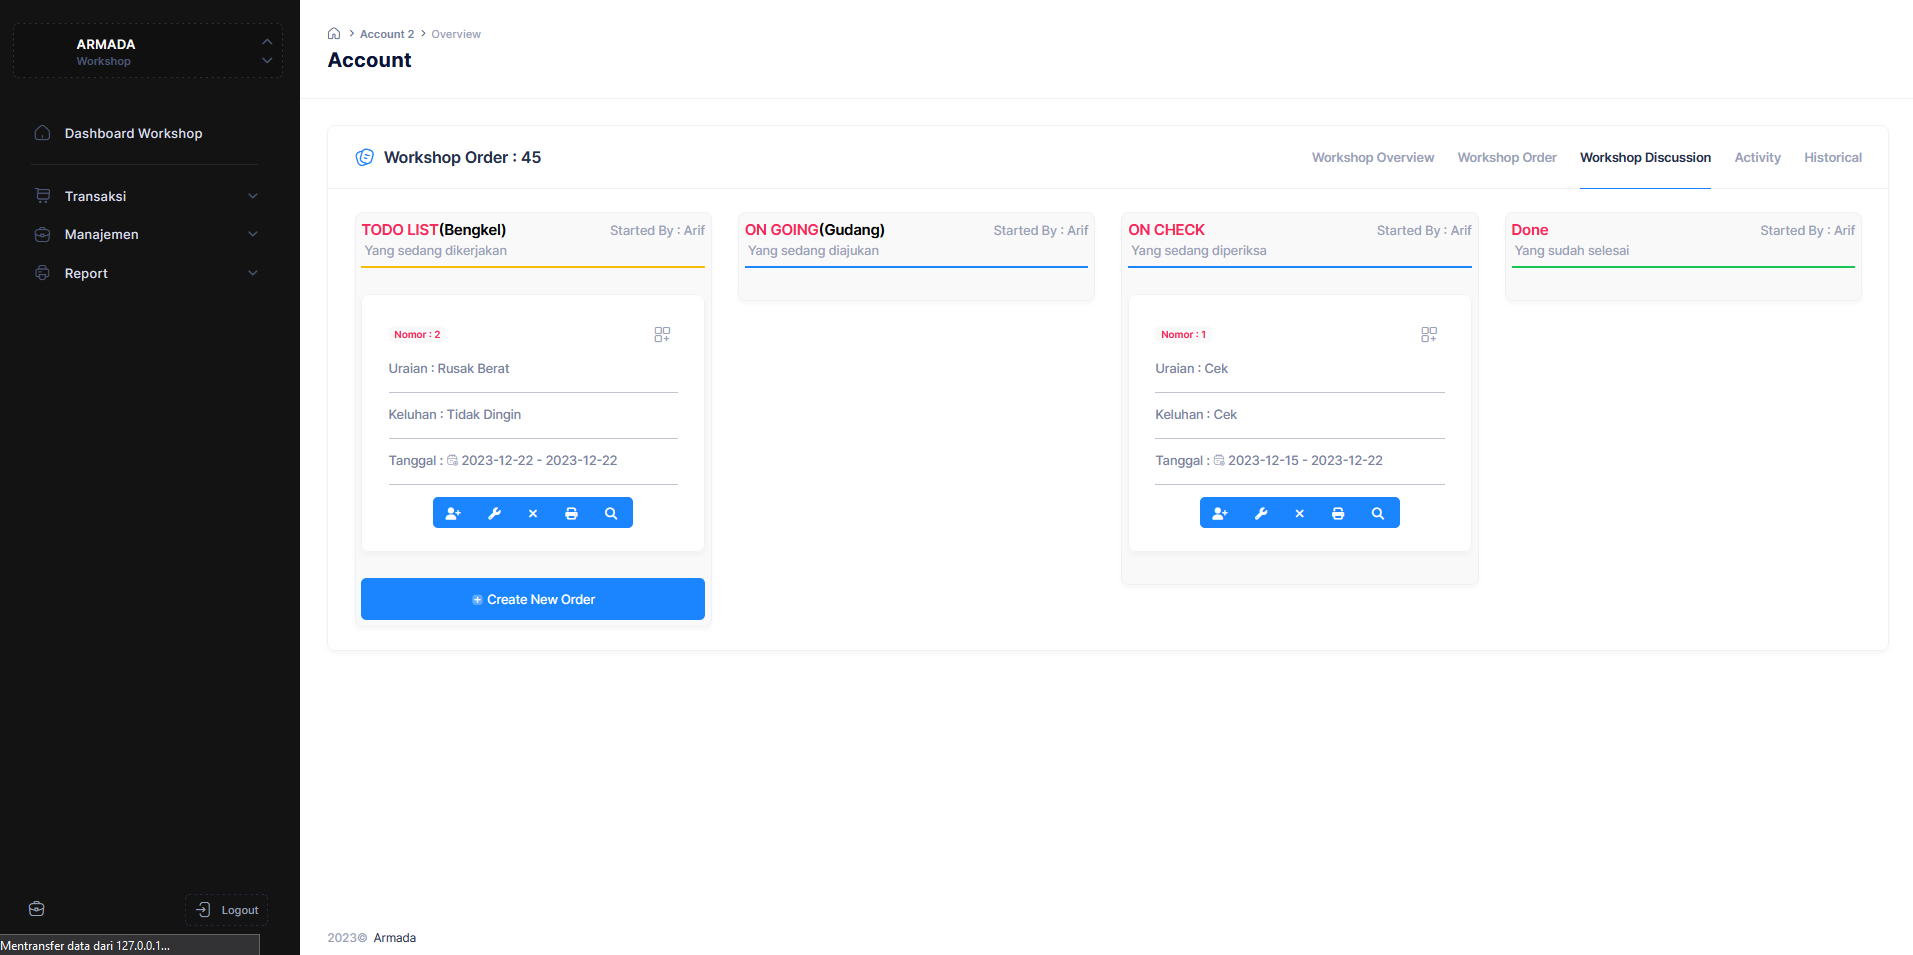 ARMADA
Workshop
Dashboard Workshop
Transaksi
Manajemen
Report
Logout
Mentransfer data dari 127.0.0.1...
Account 2 Overview
Account
Workshop Order : 45
Workshop Overview Workshop Order Workshop Discussion Activity Historical
TODO LIST(Bengkel) Started By : Arif
Yang sedang dikerjakan
Nomor : 2
Uraian : Rusak Berat
Keluhan : Tidak Dingin
Tanggal : 2023-12-22 - 2023-12-22
Create New Order
ON GOING(Gudang) Started By : Arif
Yang sedang diajukan
ON CHECK Started By : Arif
Yang sedang diperiksa
Nomor : 1
Uraian : Cek
Keluhan : Cek
Tanggal : 2023-12-15 - 2023-12-22
Done Started By : Arif
Yang sudah selesai
2023© Armada